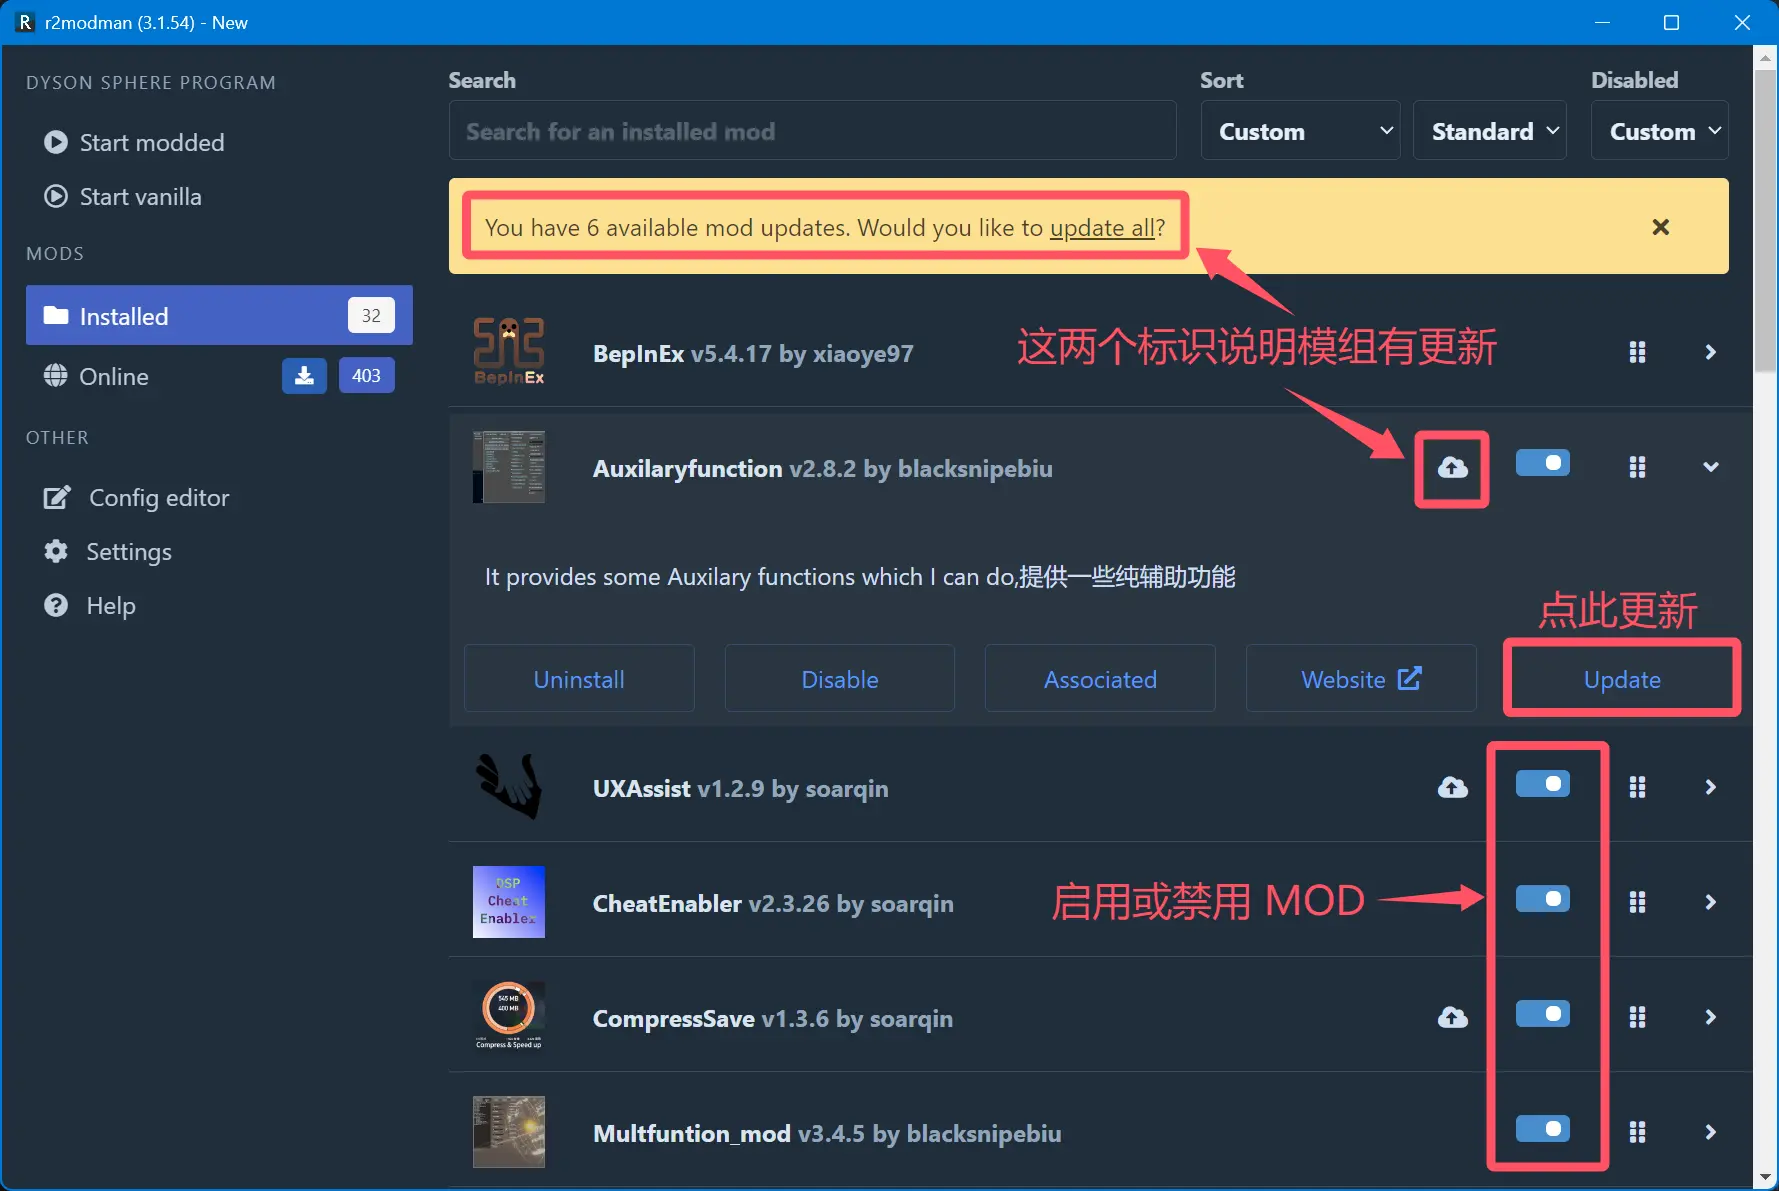 R r2modman (3.1.54) - New
DYSON SPHERE PROGRAM
Start modded
Start vanilla
MODS
Installed 32
Online 403
OTHER
Config editor
Settings
Help
Search
Sort
Disabled
Search for an installed mod
Custom
Standard
Custom
You have 6 available mod updates. Would you like to update all?
这两个标识说明模组有更新
BepInEx
BepInEx v5.4.17 by xiaoye97
Auxilaryfunction v2.8.2 by blacksnipebiu
It provides some Auxilary functions which I can do,提供一些纯辅助功能
点此更新
Uninstall
Disable
Associated
Website
Update
UXAssist v1.2.9 by soarqin
DSP
Cheat
Enabler
CheatEnabler v2.3.26 by soarqin
启用或禁用 MOD
545 MB
400 MB
Compress & Speed up
CompressSave v1.3.6 by soarqin
Multfuntion_mod v3.4.5 by blacksnipebiu